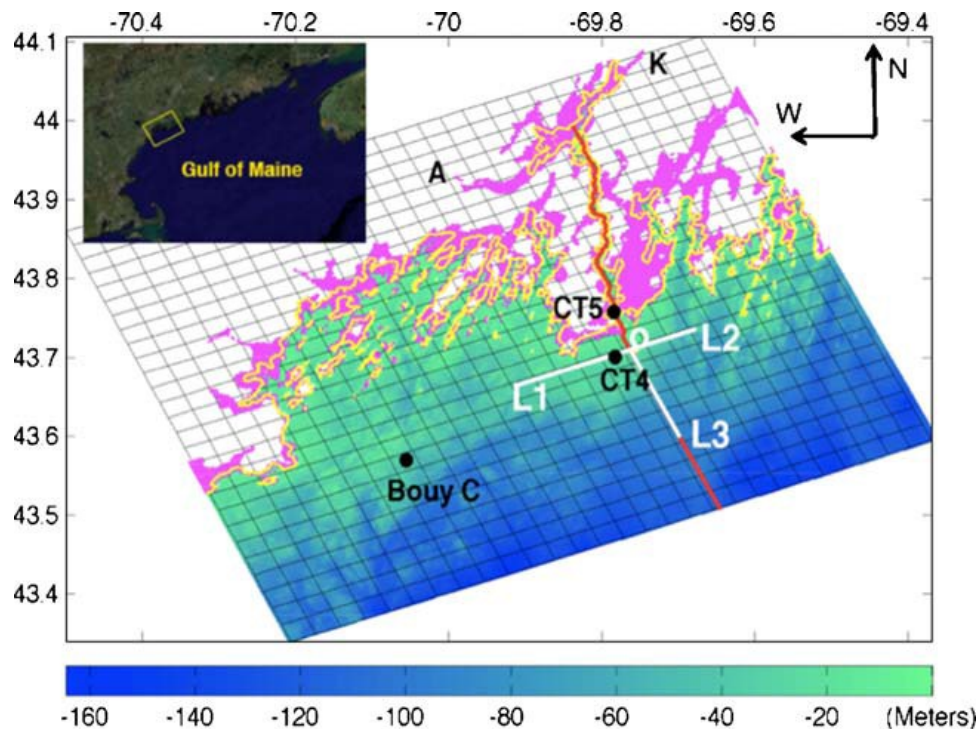 -70.4 -70.2 -70 -69.8 -69.6 -69.4
44.1
K
N
W
44
Gulf of Maine
A
43.9
43.8
CT5
O
L2
43.7
CT4
L1
43.6
L3
Bouy C
43.5
43.4
-160 -140 -120 -100 -80 -60 -40 -20 (Meters)